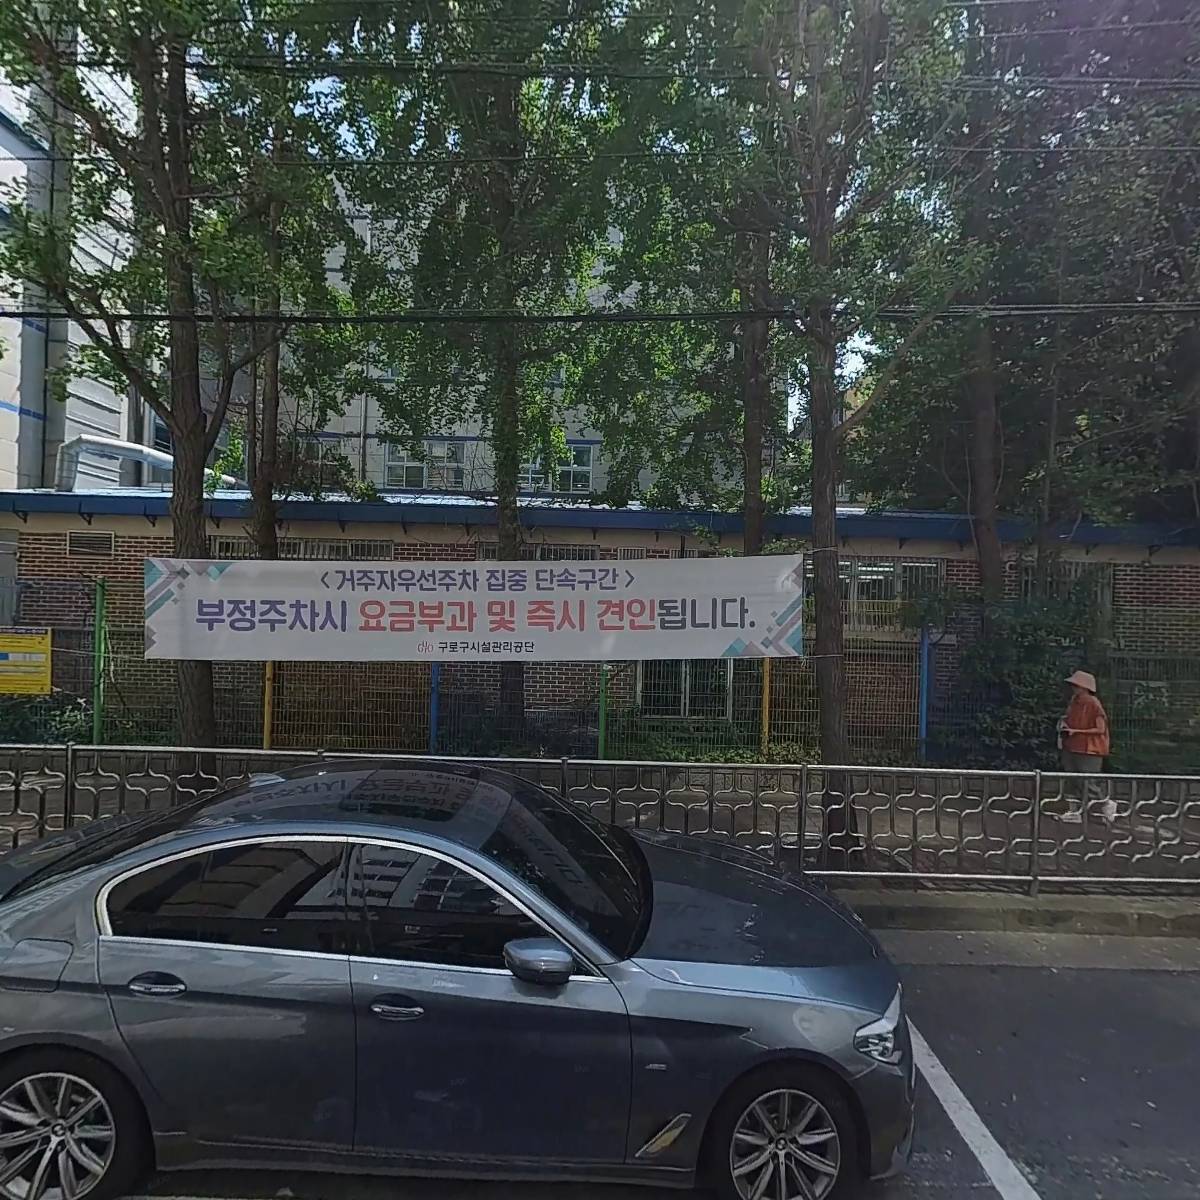 < 거주자우선주차 집중 단속구간 >
부정주차시 요금부과 및 즉시 견인됩니다.
구로구시설관리공단